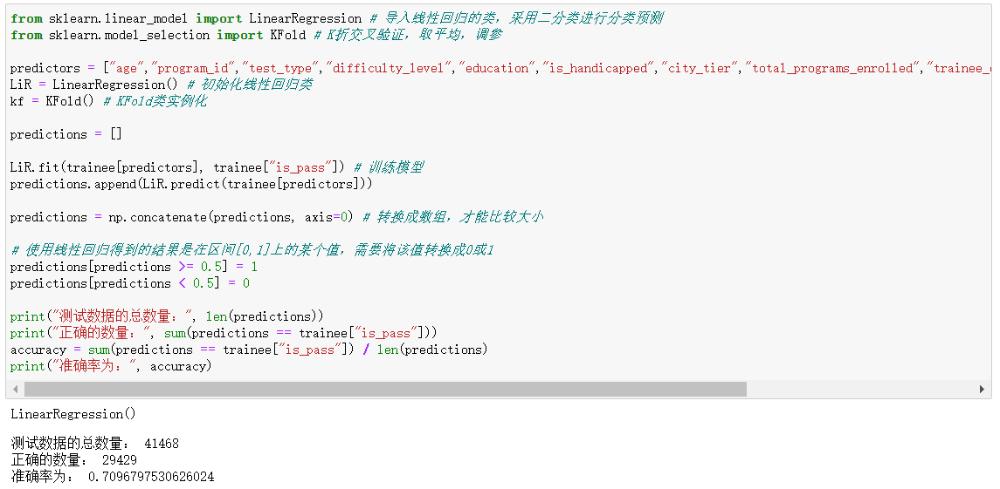 from sklearn.linear_model import LinearRegression # 导入线性回归的类，采用二分类进行分类预测
from sklearn.model_selection import KFold # K折交叉验证，取平均，调参
predictors = ["age","program_id","test_type","difficulty_level","education","is_handicapped","city_tier","total_programs_enrolled","trainee_
LiR = LinearRegression() # 初始化线性回归类
kf = KFold() # KFold类实例化
predictions = []
LiR.fit(trainee[predictors], trainee["is_pass"]) # 训练模型
predictions.append(LiR.predict(trainee[predictors]))
predictions = np.concatenate(predictions, axis=0) # 转换成数组，才能比较大小
# 使用线性回归得到的结果是在区间[0,1]上的某个值，需要将该值转换成0或1
predictions[predictions >= 0.5] = 1
predictions[predictions < 0.5] = 0
print("测试数据的总数量：", len(predictions))
print("正确的数量：", sum(predictions == trainee["is_pass"]))
accuracy = sum(predictions == trainee["is_pass"]) / len(predictions)
print("准确率为：", accuracy)
LinearRegression()
测试数据的总数量： 41468
正确的数量： 29429
准确率为： 0.7096797530626024